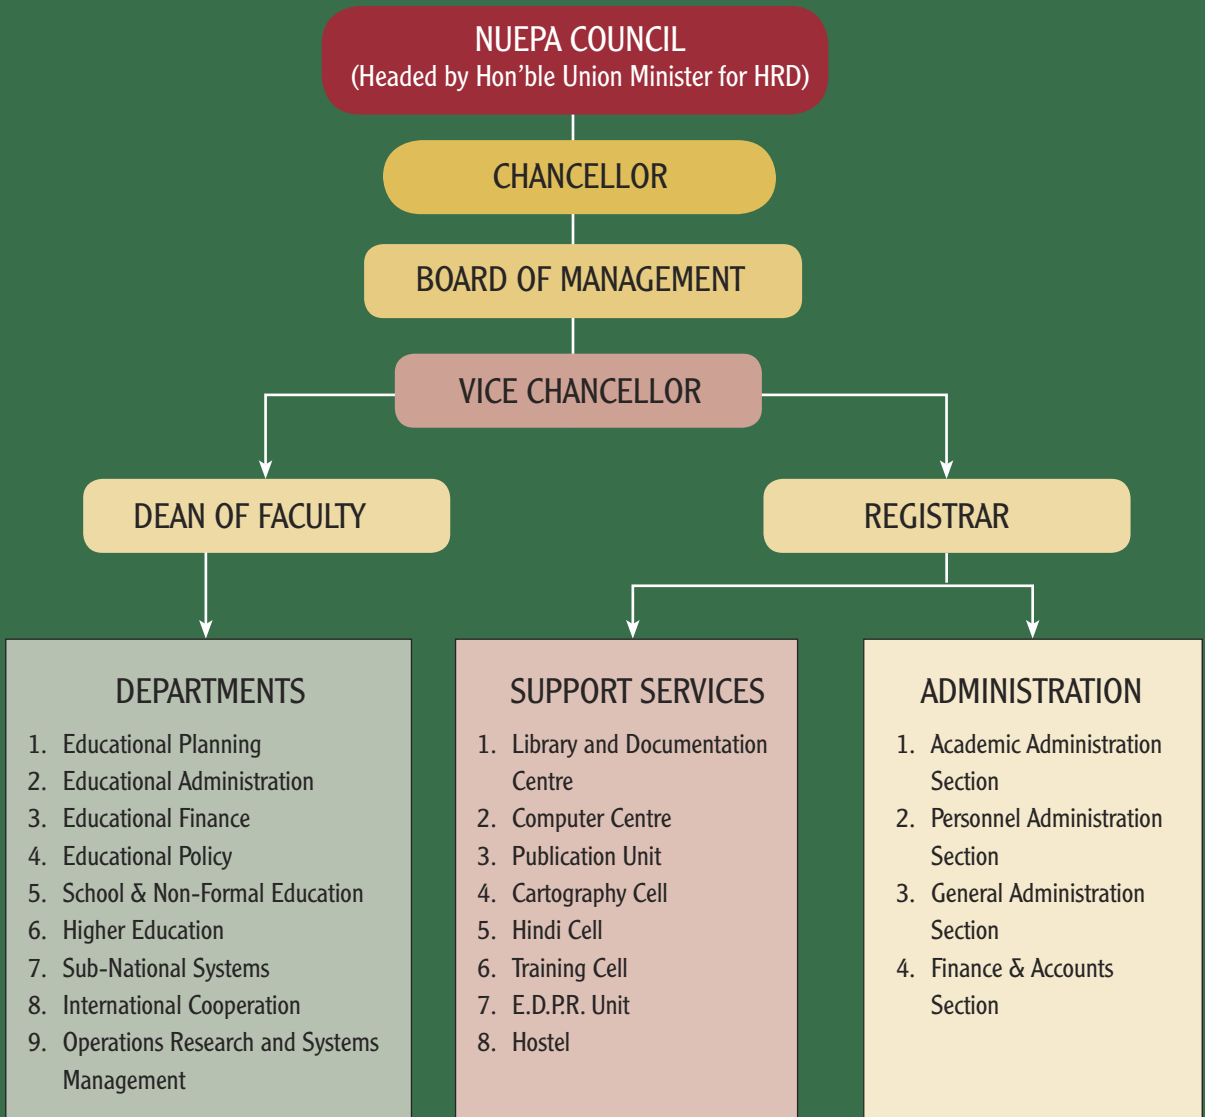 NUEPA COUNCIL
(Headed by Hon'ble Union Minister for HRD)
CHANCELLOR
BOARD OF MANAGEMENT
VICE CHANCELLOR
DEAN OF FACULTY
REGISTRAR
DEPARTMENTS
1. Educational Planning
2. Educational Administration
3. Educational Finance
4. Educational Policy
5. School & Non-Formal Education
6. Higher Education
7. Sub-National Systems
8. International Cooperation
9. Operations Research and Systems
Management
SUPPORT SERVICES
1. Library and Documentation
Centre
2. Computer Centre
3. Publication Unit
4. Cartography Cell
5. Hindi Cell
6. Training Cell
7. E.D.P.R. Unit
8. Hostel
ADMINISTRATION
1. Academic Administration
Section
2. Personnel Administration
Section
3. General Administration
Section
4. Finance & Accounts
Section